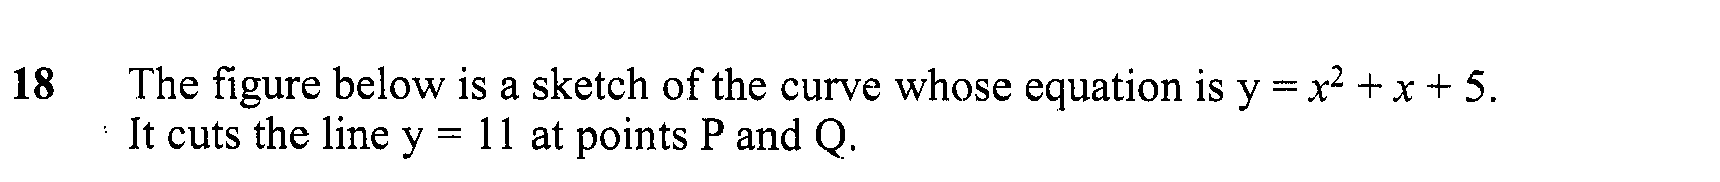 18 The figure below is a sketch of the curve whose equation is y = x² + x + 5.
It cuts the line y = 11 at points P and Q.